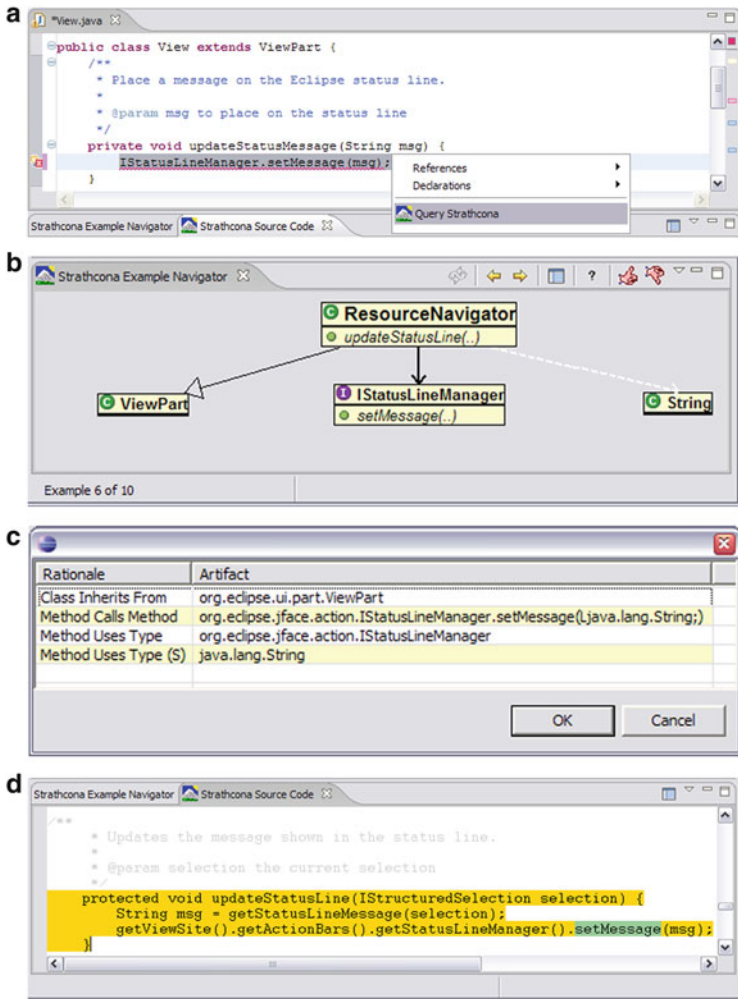 a
*View.java
public class View extends ViewPart {
/**
* Place a message on the Eclipse status line.
*
* @param msg to place on the status line
*/
private void updateStatusMessage(String msg) {
IStatusLineManager.setMessage(msg);
}
References
Declarations
Query Strathcona
Strathcona Example Navigator
Strathcona Source Code
b
Strathcona Example Navigator
?
C ResourceNavigator
updateStatusLine(..)
C ViewPart
I IStatusLineManager
setMessage(..)
C String
Example 6 of 10
c
Rationale Artifact
Class Inherits From org.eclipse.ui.part.ViewPart
Method Calls Method org.eclipse.jface.action.IStatusLineManager.setMessage(Ljava.lang.String;)
Method Uses Type org.eclipse.jface.action.IStatusLineManager
Method Uses Type (S) java.lang.String
OK Cancel
d
Strathcona Example Navigator
Strathcona Source Code
/**
* Updates the message shown in the status line.
*
* @param selection the current selection
*/
protected void updateStatusLine(IStructuredSelection selection) {
String msg = getStatusLineMessage(selection);
getViewSite().getActionBars().getStatusLineManager().setMessage(msg);
}